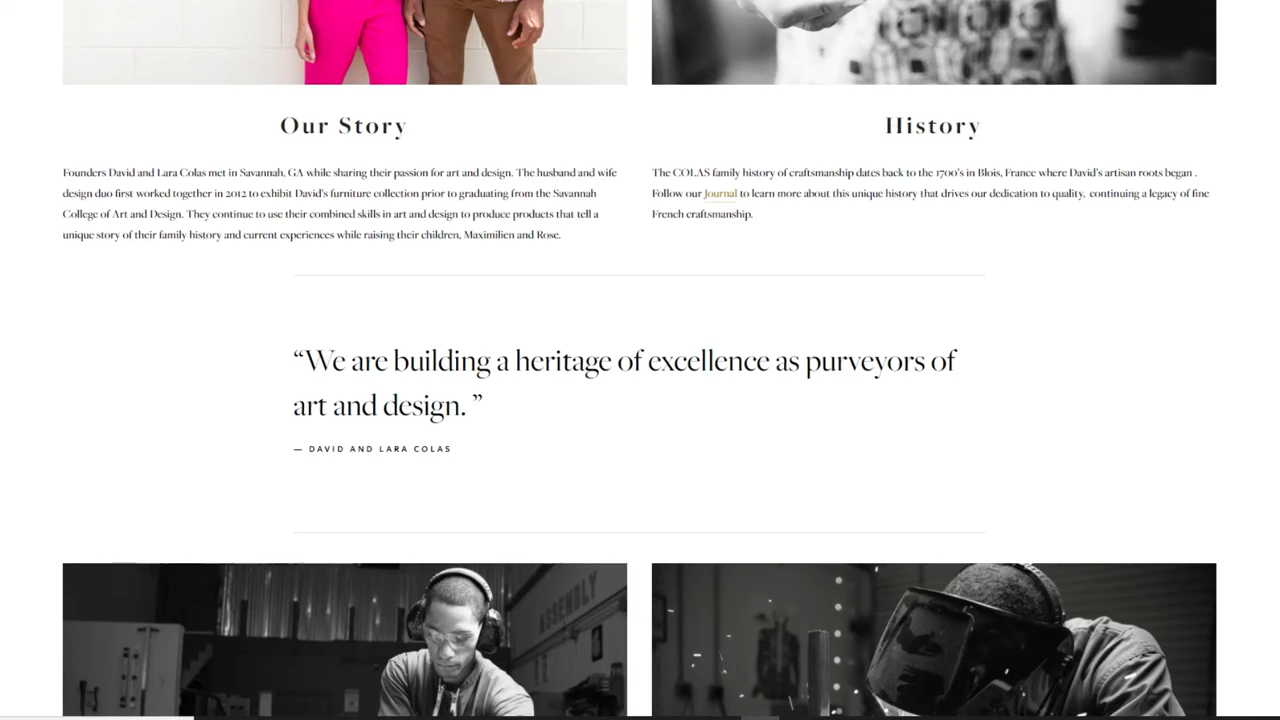 Our Story
Founders David and Lara Colas met in Savannah, GA while sharing their passion for art and design. The husband and wife
design duo first worked together in 2012 to exhibit David's furniture collection prior to graduating from the Savannah
College of Art and Design. They continue to use their combined skills in art and design to produce products that tell a
unique story of their family history and current experiences while raising their children, Maximilien and Rose.
History
The COLAS family history of craftsmanship dates back to the 1700's in Blois, France where David's artisan roots began .
Follow our Journal to learn more about this unique history that drives our dedication to quality, continuing a legacy of fine
French craftsmanship.
“We are building a heritage of excellence as purveyors of
art and design. ”
— DAVID AND LARA COLAS
ASSEMBLY